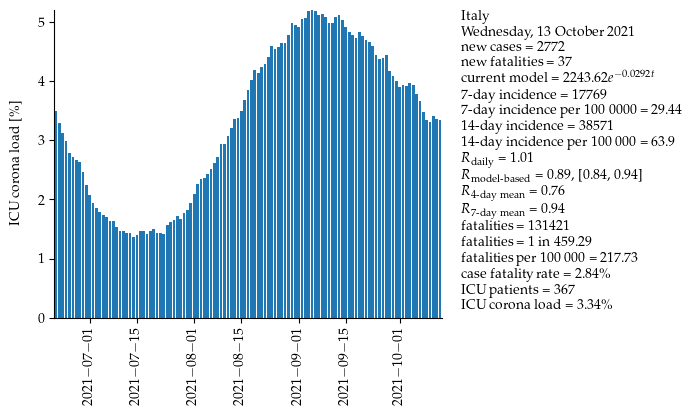 ICU corona load [%]
5
4
3
2
1
0
2021−07−01
2021−07−15
2021−08−01
2021−08−15
2021−09−01
2021−09−15
2021−10−01
Italy
Wednesday, 13 October 2021
new cases = 2772
new fatalities = 37
current model = 2243.62e^−0.0292t
7-day incidence = 17769
7-day incidence per 100 0000 = 29.44
14-day incidence = 38571
14-day incidence per 100 000 = 63.9
R_daily = 1.01
R_model-based = 0.89, [0.84, 0.94]
R_4-day mean = 0.76
R_7-day mean = 0.94
fatalities = 131421
fatalities = 1 in 459.29
fatalities per 100 000 = 217.73
case fatality rate = 2.84%
ICU patients = 367
ICU corona load = 3.34%